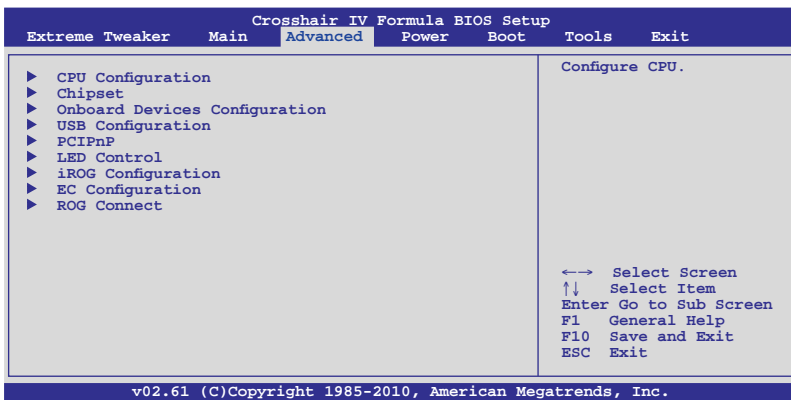 Crosshair IV Formula BIOS Setup
Extreme Tweaker Main Advanced Power Boot Tools Exit
▶ CPU Configuration
▶ Chipset
▶ Onboard Devices Configuration
▶ USB Configuration
▶ PCIPnP
▶ LED Control
▶ iROG Configuration
▶ EC Configuration
▶ ROG Connect
Configure CPU.
←→ Select Screen
↑↓ Select Item
Enter Go to Sub Screen
F1 General Help
F10 Save and Exit
ESC Exit
v02.61 (C)Copyright 1985-2010, American Megatrends, Inc.